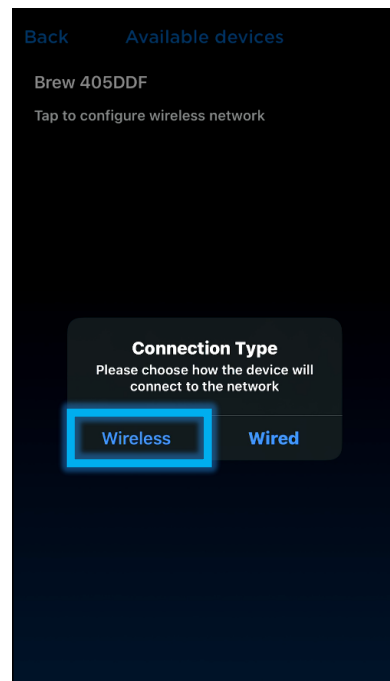 Back Available devices
Brew 405DDF
Tap to configure wireless network
Connection Type
Please choose how the device will
connect to the network
Wireless Wired